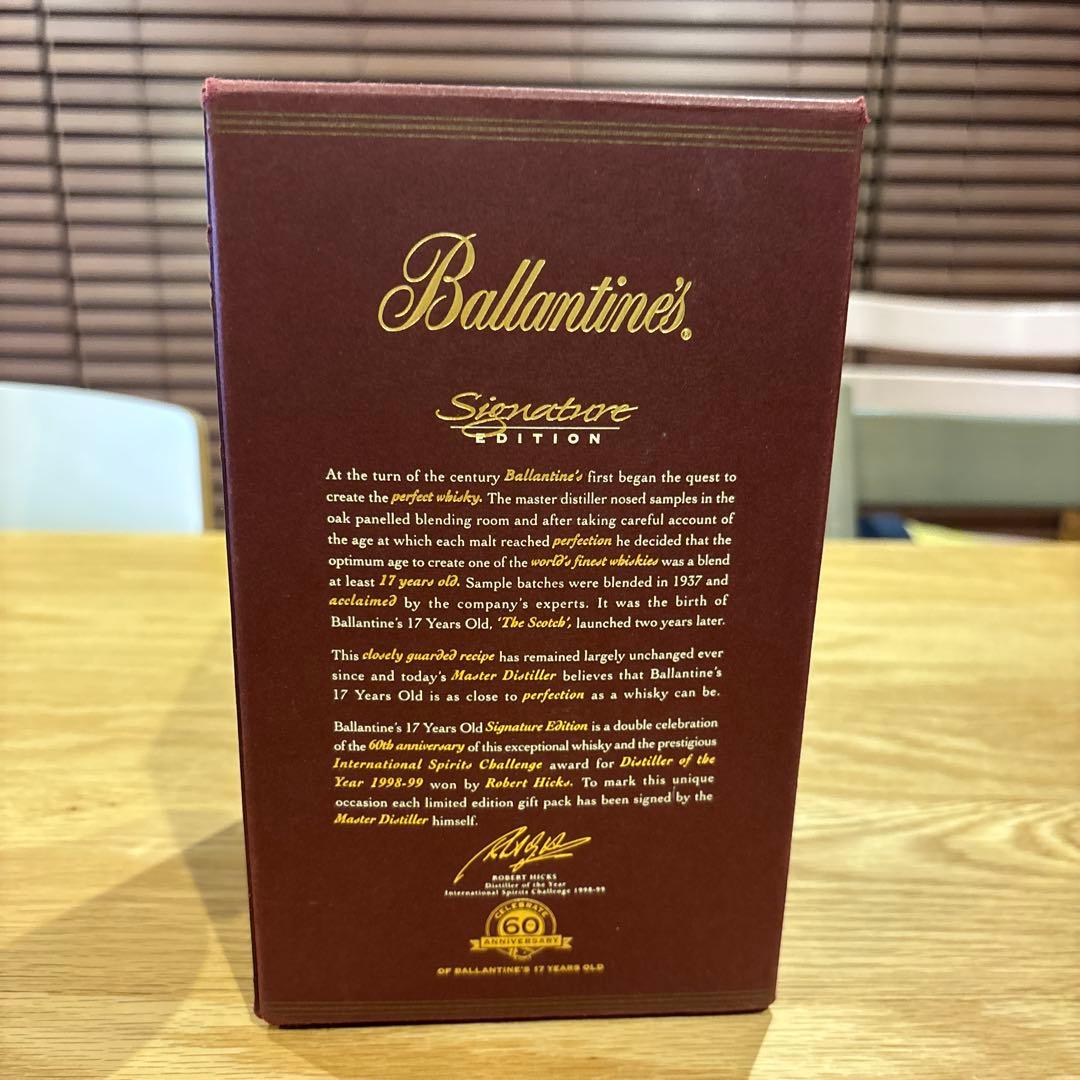 Ballantine's®
Signature
EDITION
At the turn of the century Ballantine's first began the quest to
create the perfect whisky. The master distiller nosed samples in the
oak panelled blending room and after taking careful account of
the age at which each malt reached perfection he decided that the
optimum age to create one of the world's finest whiskies was a blend
at least 17 years old. Sample batches were blended in 1937 and
acclaimed by the company's experts. It was the birth of
Ballantine's 17 Years Old, 'The Scotch', launched two years later.
This closely guarded recipe has remained largely unchanged ever
since and today's Master Distiller believes that Ballantine's
17 Years Old is as close to perfection as a whisky can be.
Ballantine's 17 Years Old Signature Edition is a double celebration
of the 60th anniversary of this exceptional whisky and the prestigious
International Spirits Challenge award for Distiller of the
Year 1998-99 won by Robert Hicks. To mark this unique
occasion each limited edition gift pack has been signed by the
Master Distiller himself.
ROBERT HICKS
Distiller of the Year
International Spirits Challenge 1998-99
CELEBRATE
60
ANNIVERSARY
OF BALLANTINE'S 17 YEARS OLD